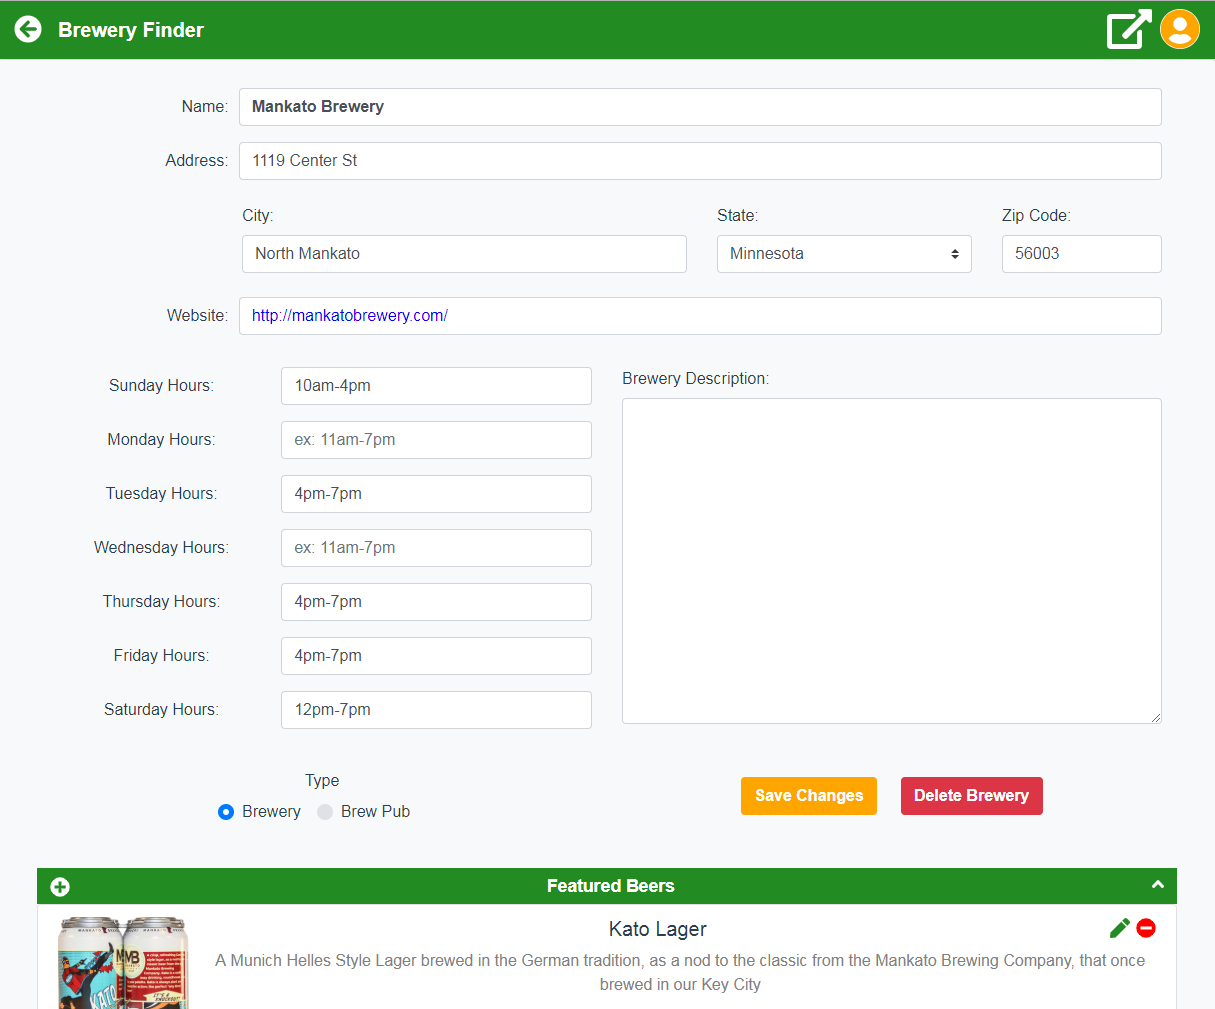 Brewery Finder
Name:
Mankato Brewery
Address:
1119 Center St
City:
State:
Zip Code:
North Mankato
Minnesota
56003
Website:
http://mankatobrewery.com/
Sunday Hours:
10am-4pm
Monday Hours:
ex: 11am-7pm
Tuesday Hours:
4pm-7pm
Wednesday Hours:
ex: 11am-7pm
Thursday Hours:
4pm-7pm
Friday Hours:
4pm-7pm
Saturday Hours:
12pm-7pm
Brewery Description:
Type
Brewery
Brew Pub
Save Changes
Delete Brewery
Featured Beers
Kato Lager
A Munich Helles Style Lager brewed in the German tradition, as a nod to the classic from the Mankato Brewing Company, that once
brewed in our Key City
KATO
MB